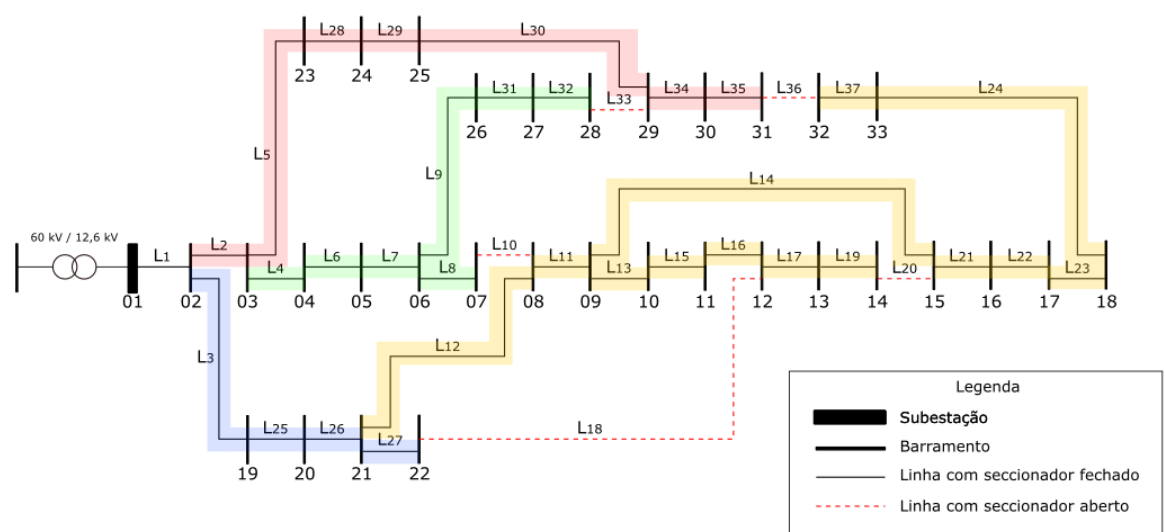 L28 L29 L30
23 24 25
L31 L32 L33 L34 L35 L36 L37 L24
26 27 28 29 30 31 32 33
L5
L9
L14
60 kV / 12,6 kV
L1 L2 L4 L6 L7 L8 L10 L11 L13 L15 L16 L17 L19 L20 L21 L22 L23
01 02 03 04 05 06 07 08 09 10 11 12 13 14 15 16 17 18
L3
L12
L25 L26 L27 L18
19 20 21 22
Legenda
Subestação
Barramento
Linha com seccionador fechado
Linha com seccionador aberto